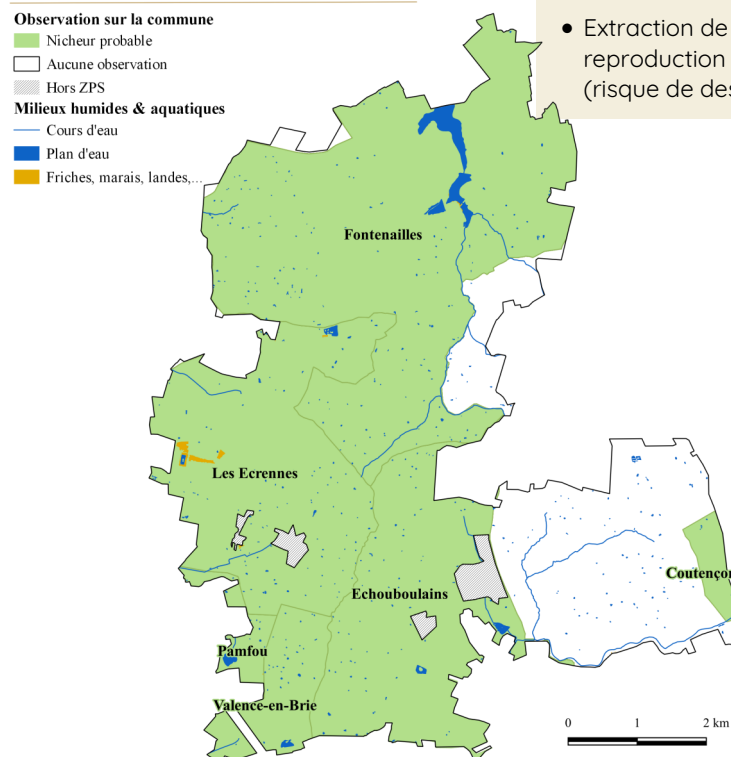 Observation sur la commune
Nicheur probable
Aucune observation
Hors ZPS
Milieux humides & aquatiques
Cours d'eau
Plan d'eau
Friches, marais, landes,...
• Extraction de
reproduction
(risque de des
Fontenailles
Les Ecrennes
Echouboulains
Coutençon
Pamfou
Valence-en-Brie
0 1 2 km